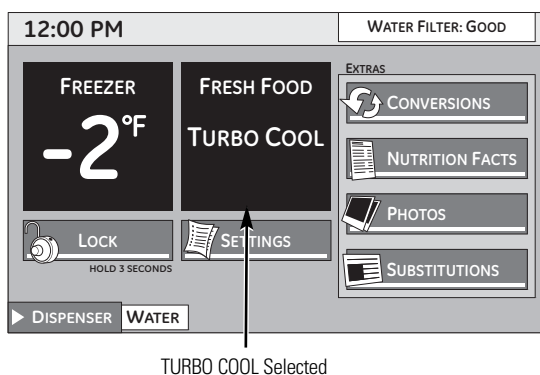 12:00 PM
WATER FILTER: GOOD
FREEZER
-2°F
FRESH FOOD
TURBO COOL
EXTRAS
CONVERSIONS
NUTRITION FACTS
PHOTOS
SUBSTITUTIONS
LOCK
HOLD 3 SECONDS
SETTINGS
DISPENSER
WATER
TURBO COOL Selected